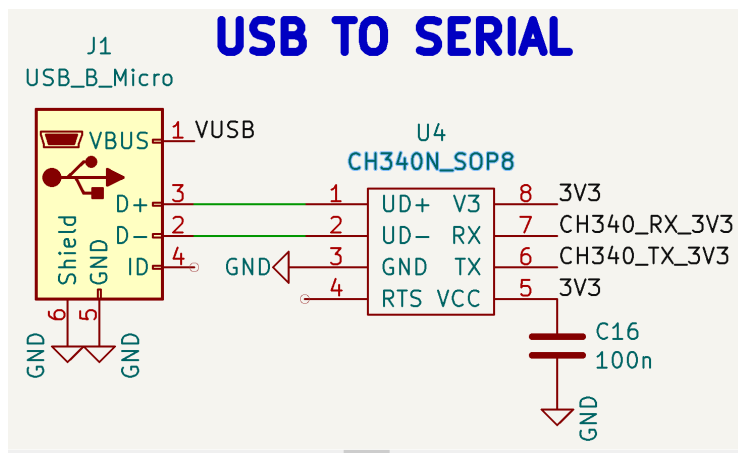 USB TO SERIAL
J1
USB_B_Micro
VBUS 1 VUSB
D+ 3
D- 2
ID 4
Shield
GND
6
5
GND
GND
U4
CH340N_SOP8
1 UD+ V3 8 3V3
2 UD- RX 7 CH340_RX_3V3
GND 3 GND TX 6 CH340_TX_3V3
4 RTS VCC 5 3V3
C16
100n
GND